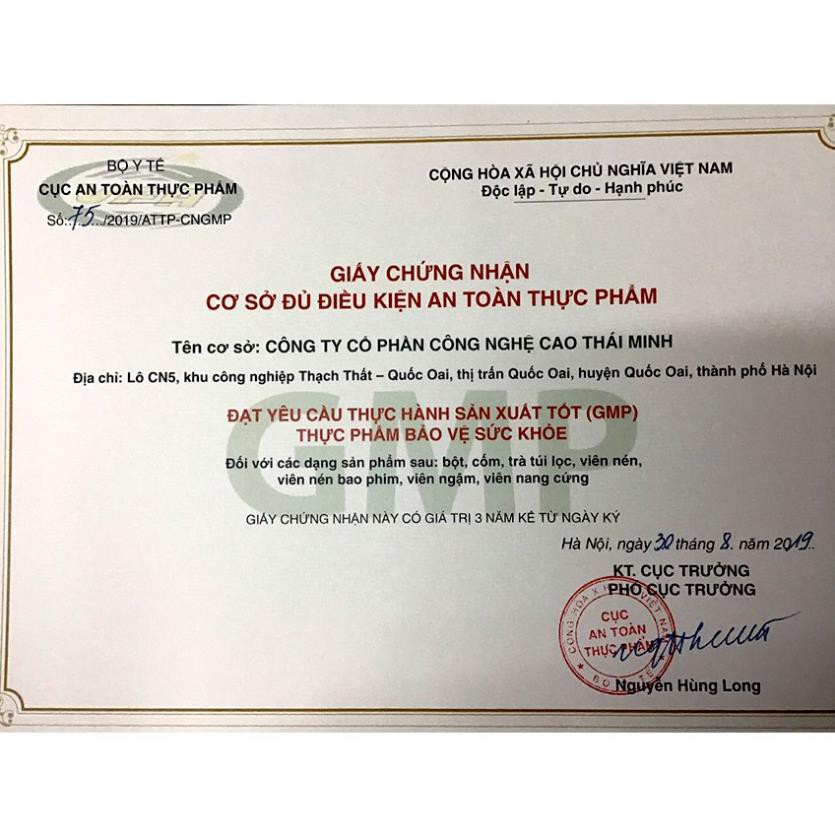 BỘ Y TẾ
CỤC AN TOÀN THỰC PHẨM
Số:.75.../2019/ATTP-CNGMP
CỘNG HÒA XÃ HỘI CHỦ NGHĨA VIỆT NAM
Độc lập - Tự do - Hạnh phúc
GIẤY CHỨNG NHẬN
CƠ SỞ ĐỦ ĐIỀU KIỆN AN TOÀN THỰC PHẨM
Tên cơ sở: CÔNG TY CỔ PHẦN CÔNG NGHỆ CAO THÁI MINH
Địa chỉ: Lô CN5, khu công nghiệp Thạch Thất – Quốc Oai, thị trấn Quốc Oai, huyện Quốc Oai, thành phố Hà Nội
GMP
ĐẠT YÊU CẦU THỰC HÀNH SẢN XUẤT TỐT (GMP)
THỰC PHẨM BẢO VỆ SỨC KHỎE
Đối với các dạng sản phẩm sau: bột, cốm, trà túi lọc, viên nén,
viên nén bao phim, viên ngậm, viên nang cứng
GIẤY CHỨNG NHẬN NÀY CÓ GIÁ TRỊ 3 NĂM KỂ TỪ NGÀY KÝ
Hà Nội, ngày 30 tháng 8. năm 2019..
KT. CỤC TRƯỞNG
PHÓ CỤC TRƯỞNG
CỘNG HÒA X.H VIỆT NAM
CỤC
AN TOÀN
THỰC PHẨM
BỘ Y TẾ
Nguyễn Hùng Long